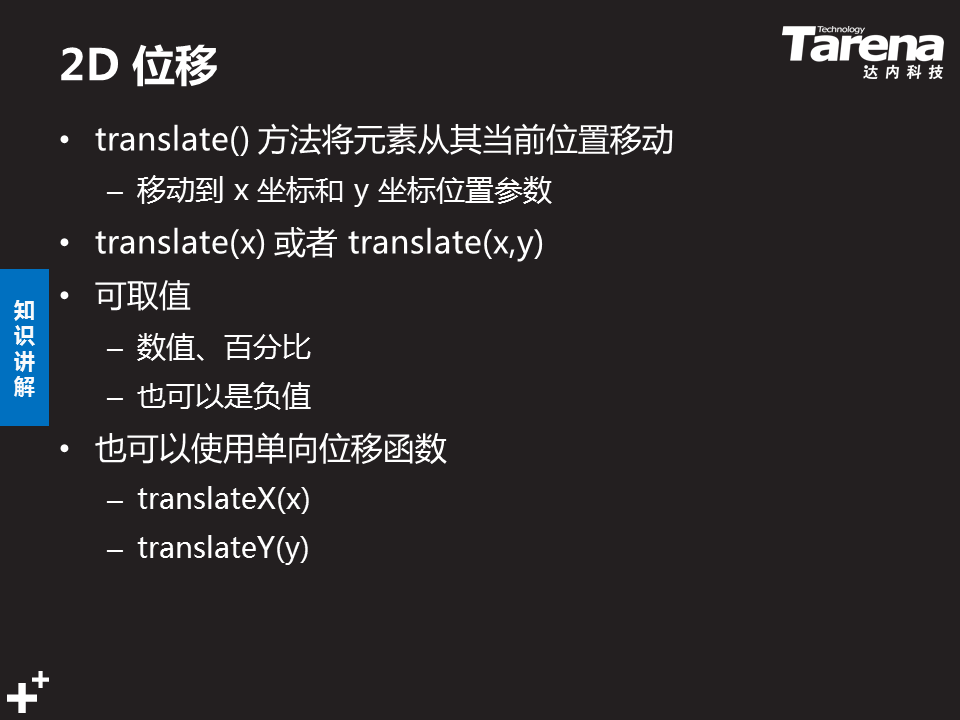 2D 位移
Technology
Tarena
达内科技
• translate() 方法将元素从其当前位置移动
– 移动到 x 坐标和 y 坐标位置参数
• translate(x) 或者 translate(x,y)
• 可取值
– 数值、百分比
– 也可以是负值
• 也可以使用单向位移函数
– translateX(x)
– translateY(y)
知
识
讲
解